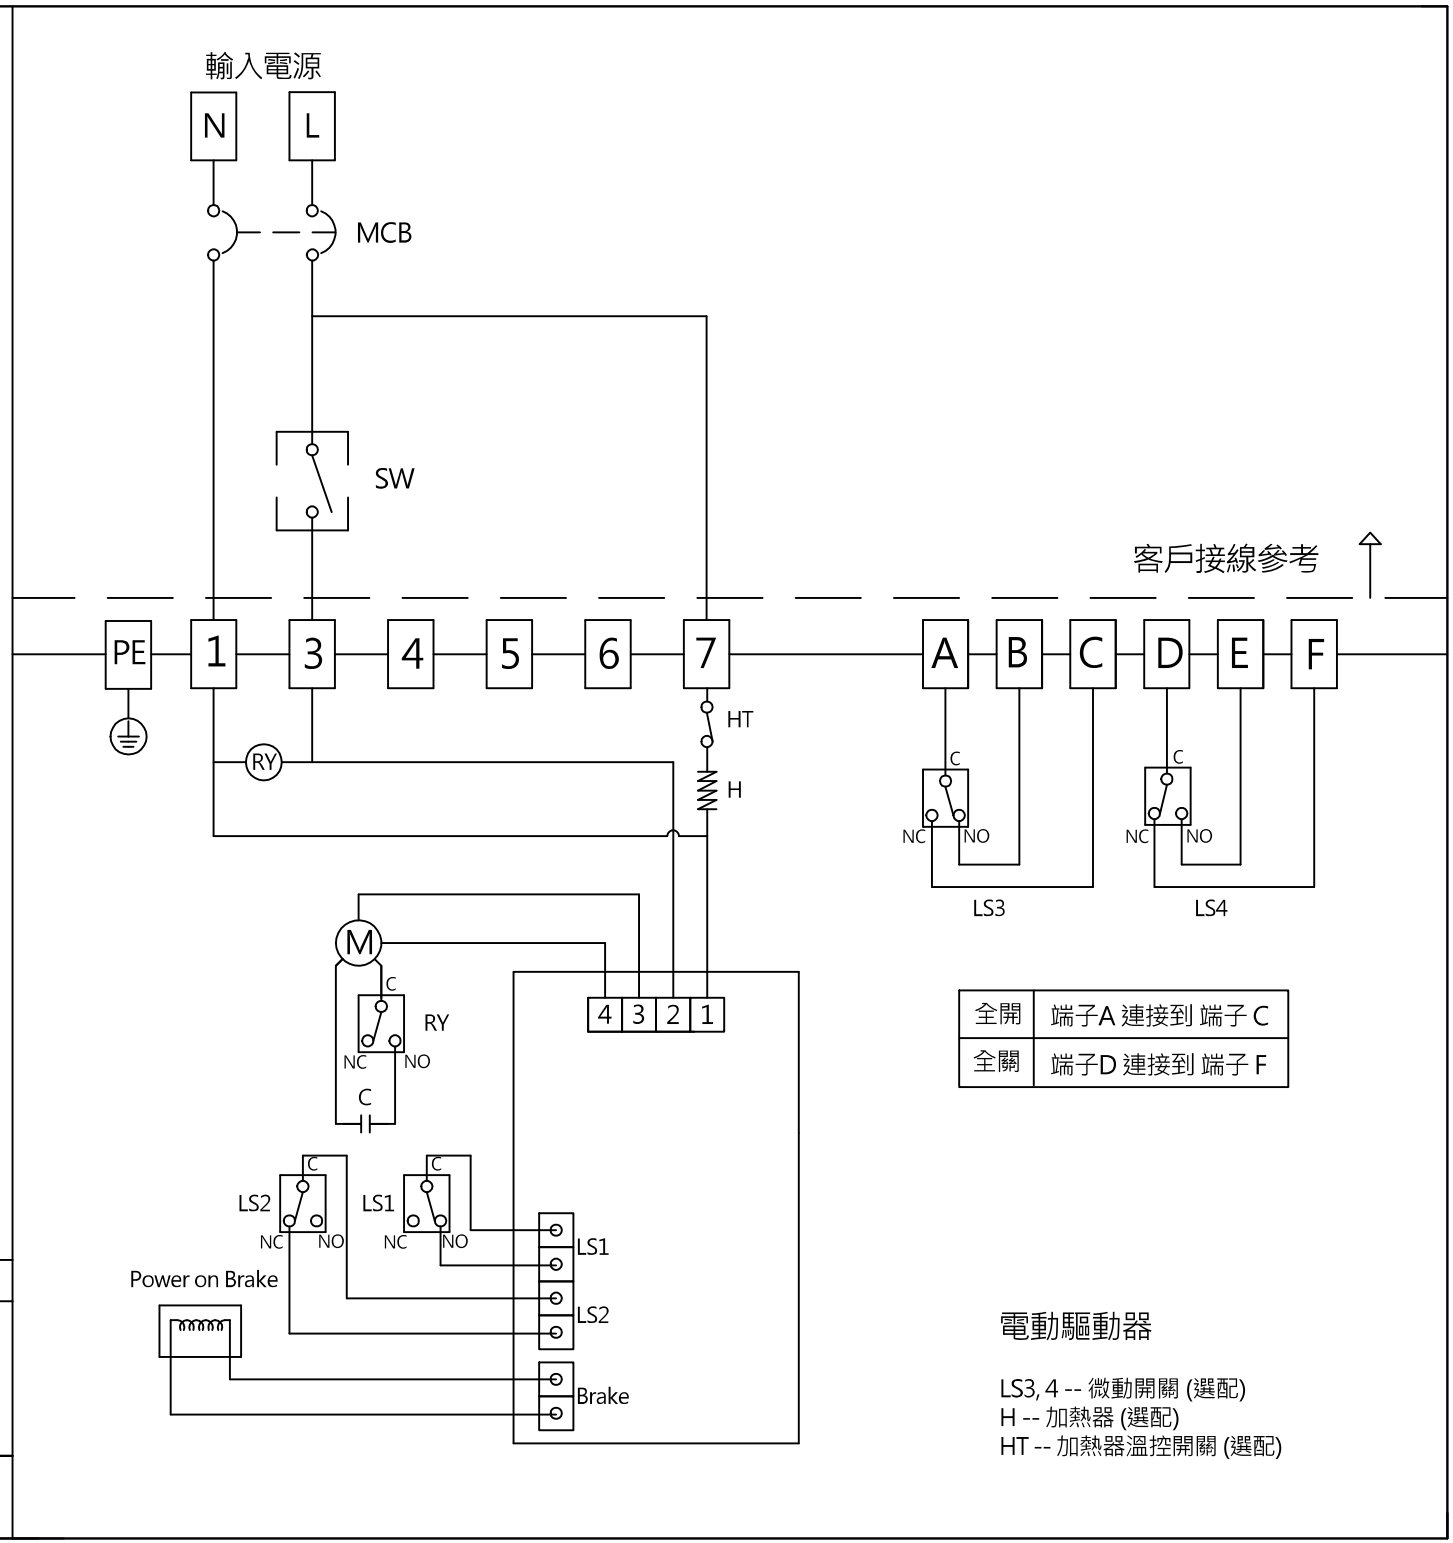 輸入電源
N L
MCB
SW
客戶接線參考
PE 1 3 4 5 6 7 A B C D E F
HT
RY
H
C C
NC NO NC NO
LS3 LS4
M
C
RY
NC NO
C
4 3 2 1
全開 端子A 連接到 端子 C
全關 端子D 連接到 端子 F
C C
LS2 LS1
NC NO NC NO
LS1
Power on Brake
LS2
Brake
電動驅動器
LS3, 4 -- 微動開關 (選配)
H -- 加熱器 (選配)
HT -- 加熱器溫控開關 (選配)